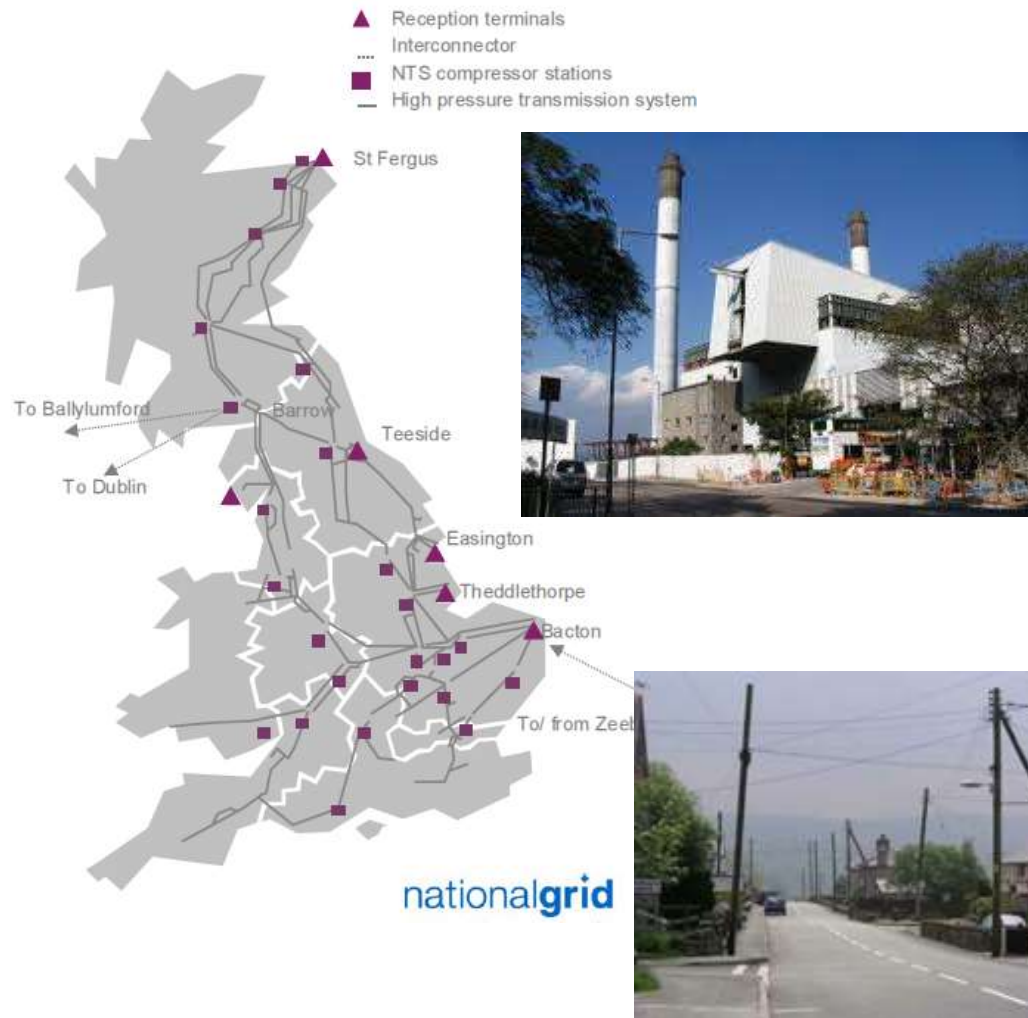 Reception terminals
Interconnector
NTS compressor stations
High pressure transmission system
St Fergus
To Ballylumford
Barrow
Teeside
To Dublin
Easington
Theddlethorpe
Bacton
To/ from Zeeb
nationalgrid